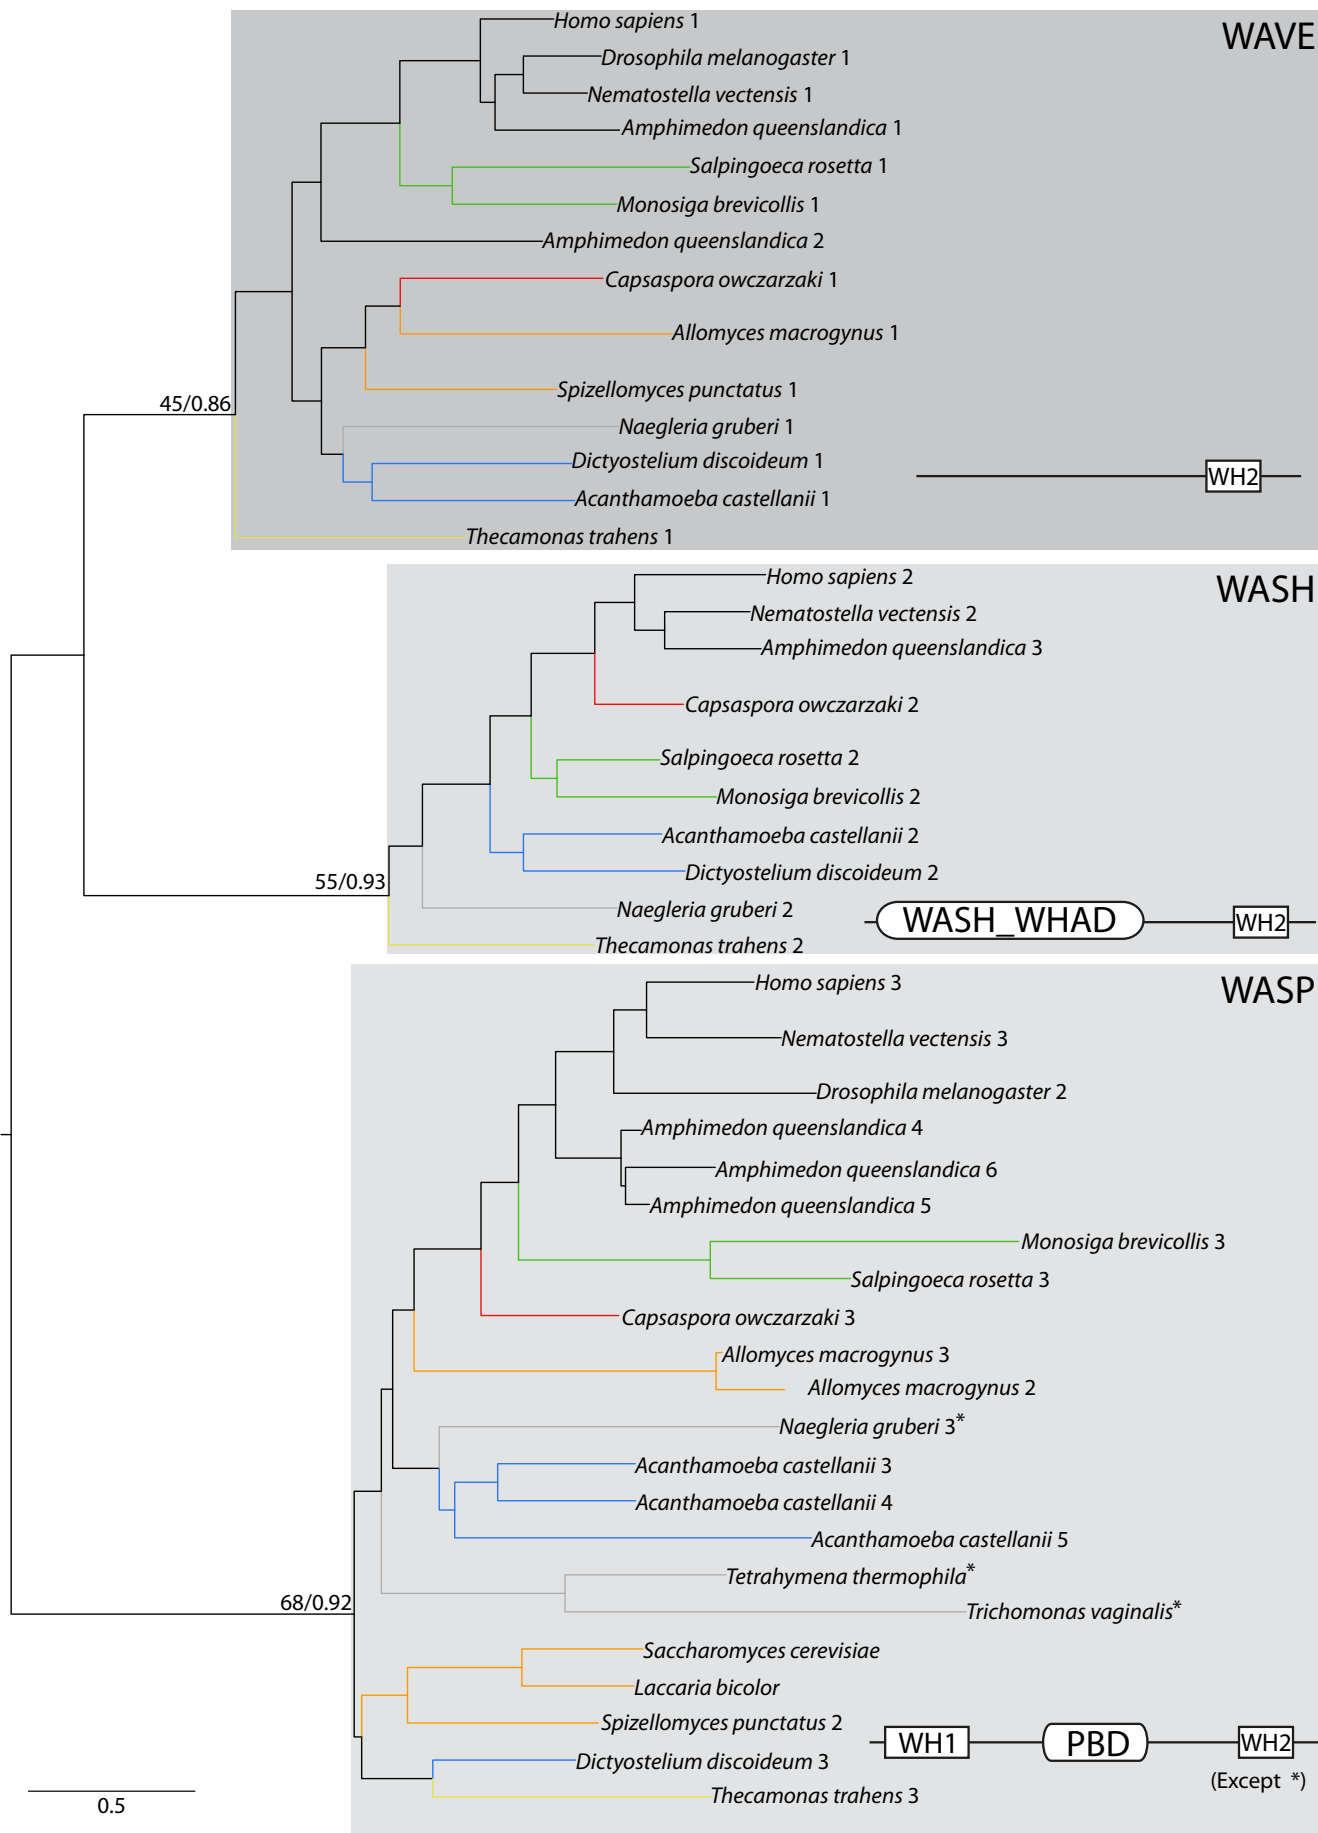 WAVE
Homo sapiens 1
Drosophila melanogaster 1
Nematostella vectensis 1
Amphimedon queenslandica 1
Salpingoeca rosetta 1
Monosiga brevicollis 1
Amphimedon queenslandica 2
Capsaspora owczarzaki 1
Allomyces macrogynus 1
Spizellomyces punctatus 1
45/0.86
Naegleria gruberi 1
Dictyostelium discoideum 1
WH2
Acanthamoeba castellanii 1
Thecamonas trahens 1
WASH
Homo sapiens 2
Nematostella vectensis 2
Amphimedon queenslandica 3
Capsaspora owczarzaki 2
Salpingoeca rosetta 2
Monosiga brevicollis 2
Acanthamoeba castellanii 2
Dictyostelium discoideum 2
55/0.93
Naegleria gruberi 2
WASH_WHAD WH2
Thecamonas trahens 2
WASP
Homo sapiens 3
Nematostella vectensis 3
Drosophila melanogaster 2
Amphimedon queenslandica 4
Amphimedon queenslandica 6
Amphimedon queenslandica 5
Monosiga brevicollis 3
Salpingoeca rosetta 3
Capsaspora owczarzaki 3
Allomyces macrogynus 3
Allomyces macrogynus 2
Naegleria gruberi 3*
Acanthamoeba castellanii 3
Acanthamoeba castellanii 4
Acanthamoeba castellanii 5
Tetrahymena thermophila*
68/0.92
Trichomonas vaginalis*
Saccharomyces cerevisiae
Laccaria bicolor
Spizellomyces punctatus 2
WH1 PBD WH2
Dictyostelium discoideum 3
(Except *)
Thecamonas trahens 3
0.5